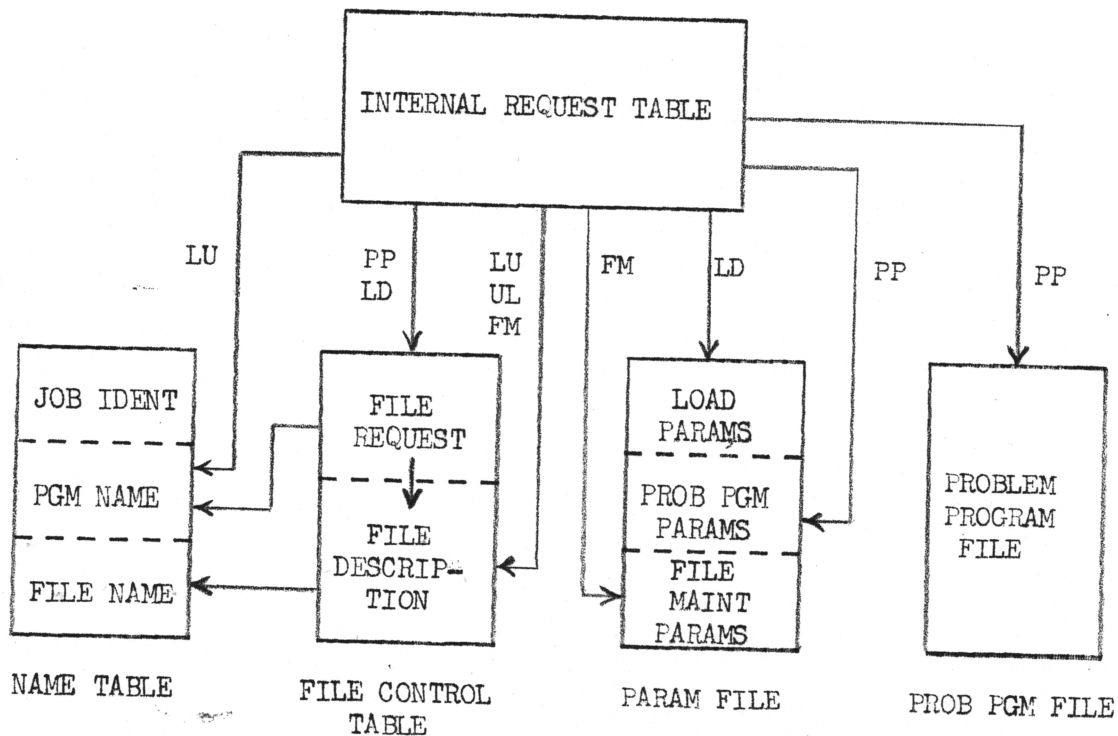 INTERNAL REQUEST TABLE
LU
PP
LD
LU
UL
FM
FM
LD
PP
PP
JOB IDENT
PGM NAME
FILE NAME
FILE
REQUEST
FILE
DESCRIP-
TION
LOAD
PARAMS
PROB PGM
PARAMS
FILE
MAINT
PARAMS
PROBLEM
PROGRAM
FILE
NAME TABLE
FILE CONTROL
TABLE
PARAM FILE
PROB PGM FILE